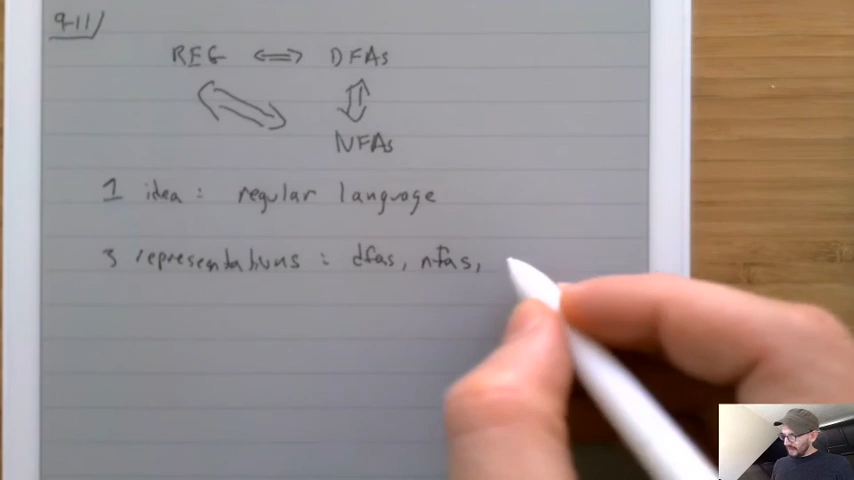 9-11/
REG ⟺ DFAs
NFAs
1 idea : regular language
3 representations : dfas, nfas,